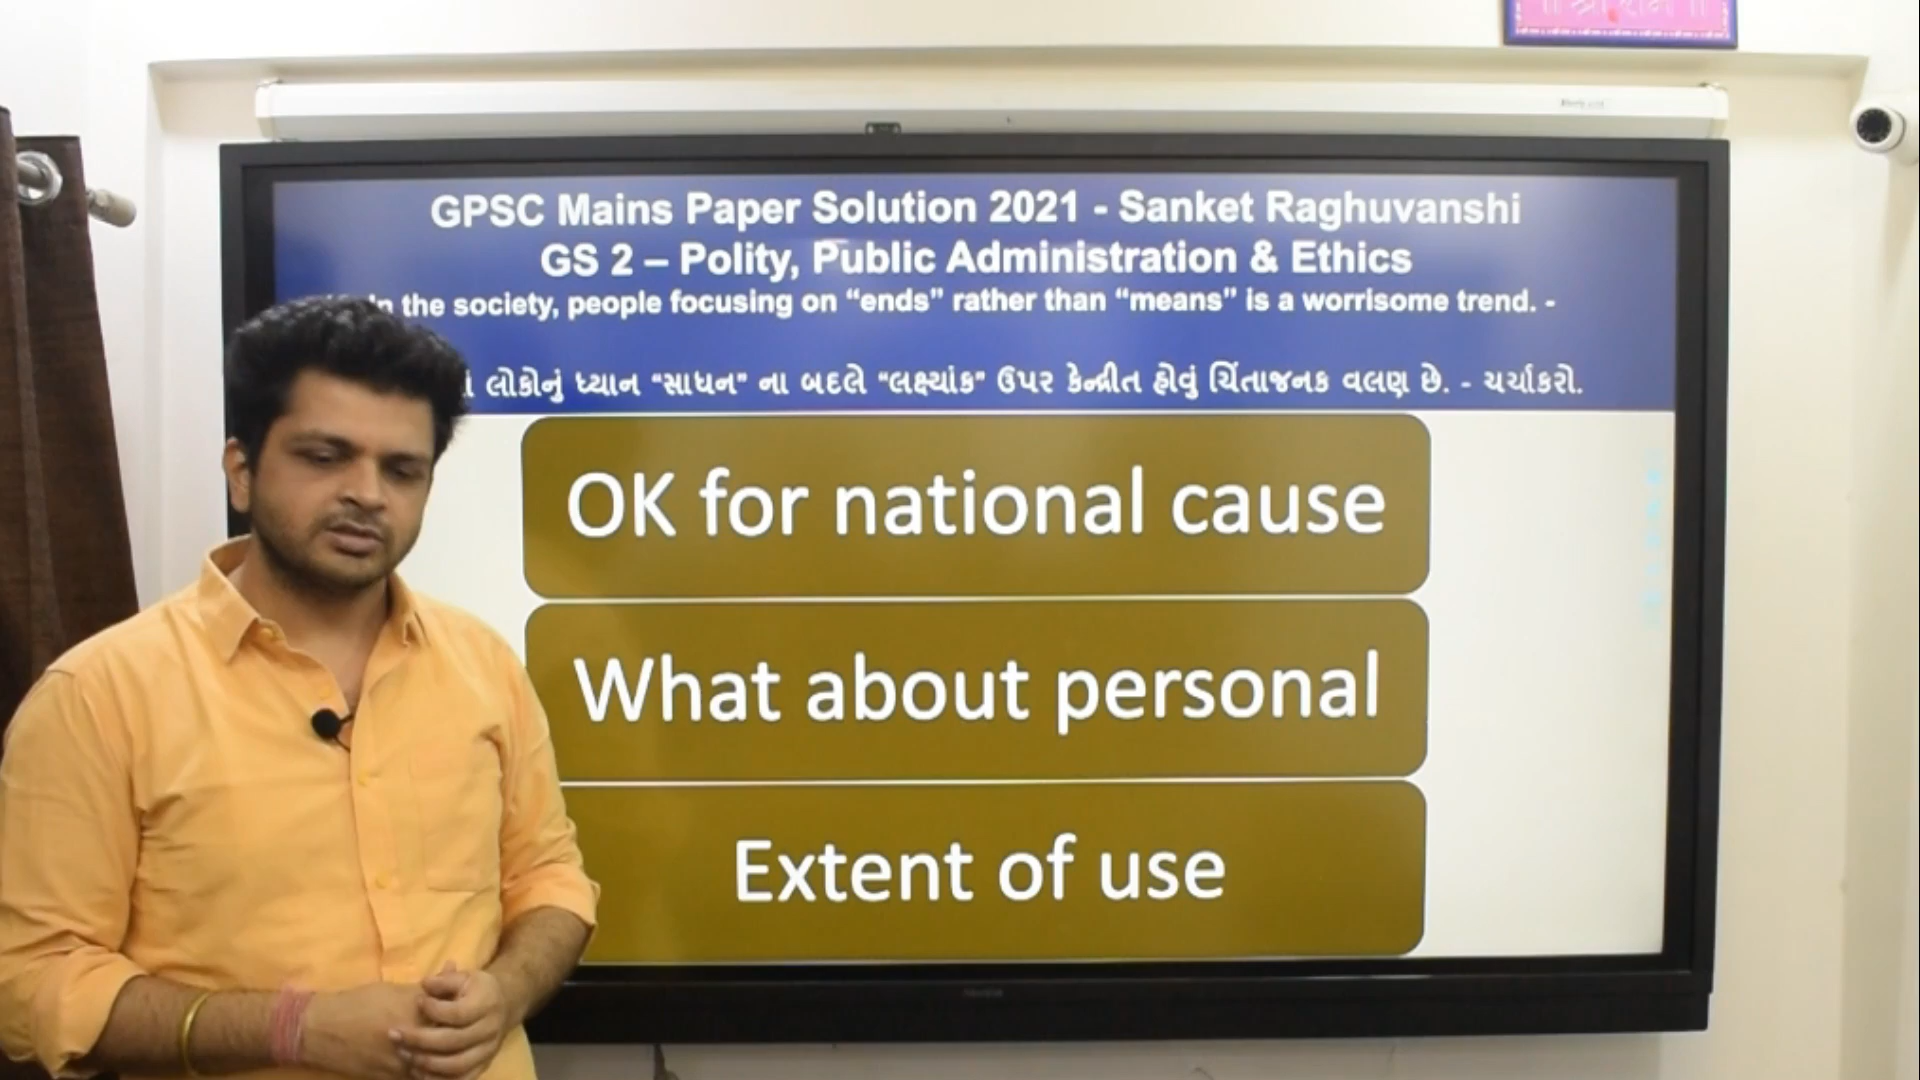 ॥ श्री राम ॥
GPSC Mains Paper Solution 2021 - Sanket Raghuvanshi
GS 2 – Polity, Public Administration & Ethics
the society, people focusing on “ends” rather than “means” is a worrisome trend. -
લોકોનું ધ્યાન “સાધન” ના બદલે “લક્ષ્યાંક” ઉપર કેન્દ્રીત હોવું ચિંતાજનક વલણ છે. - ચર્ચાકરો.
OK for national cause
What about personal
Extent of use